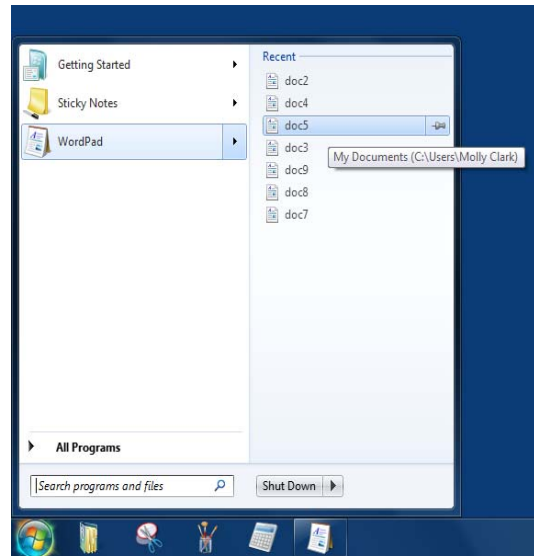 Getting Started
Sticky Notes
WordPad
All Programs
Search programs and files
Recent
doc2
doc4
doc5
doc3
My Documents (C:\Users\Molly Clark)
doc9
doc8
doc7
Shut Down